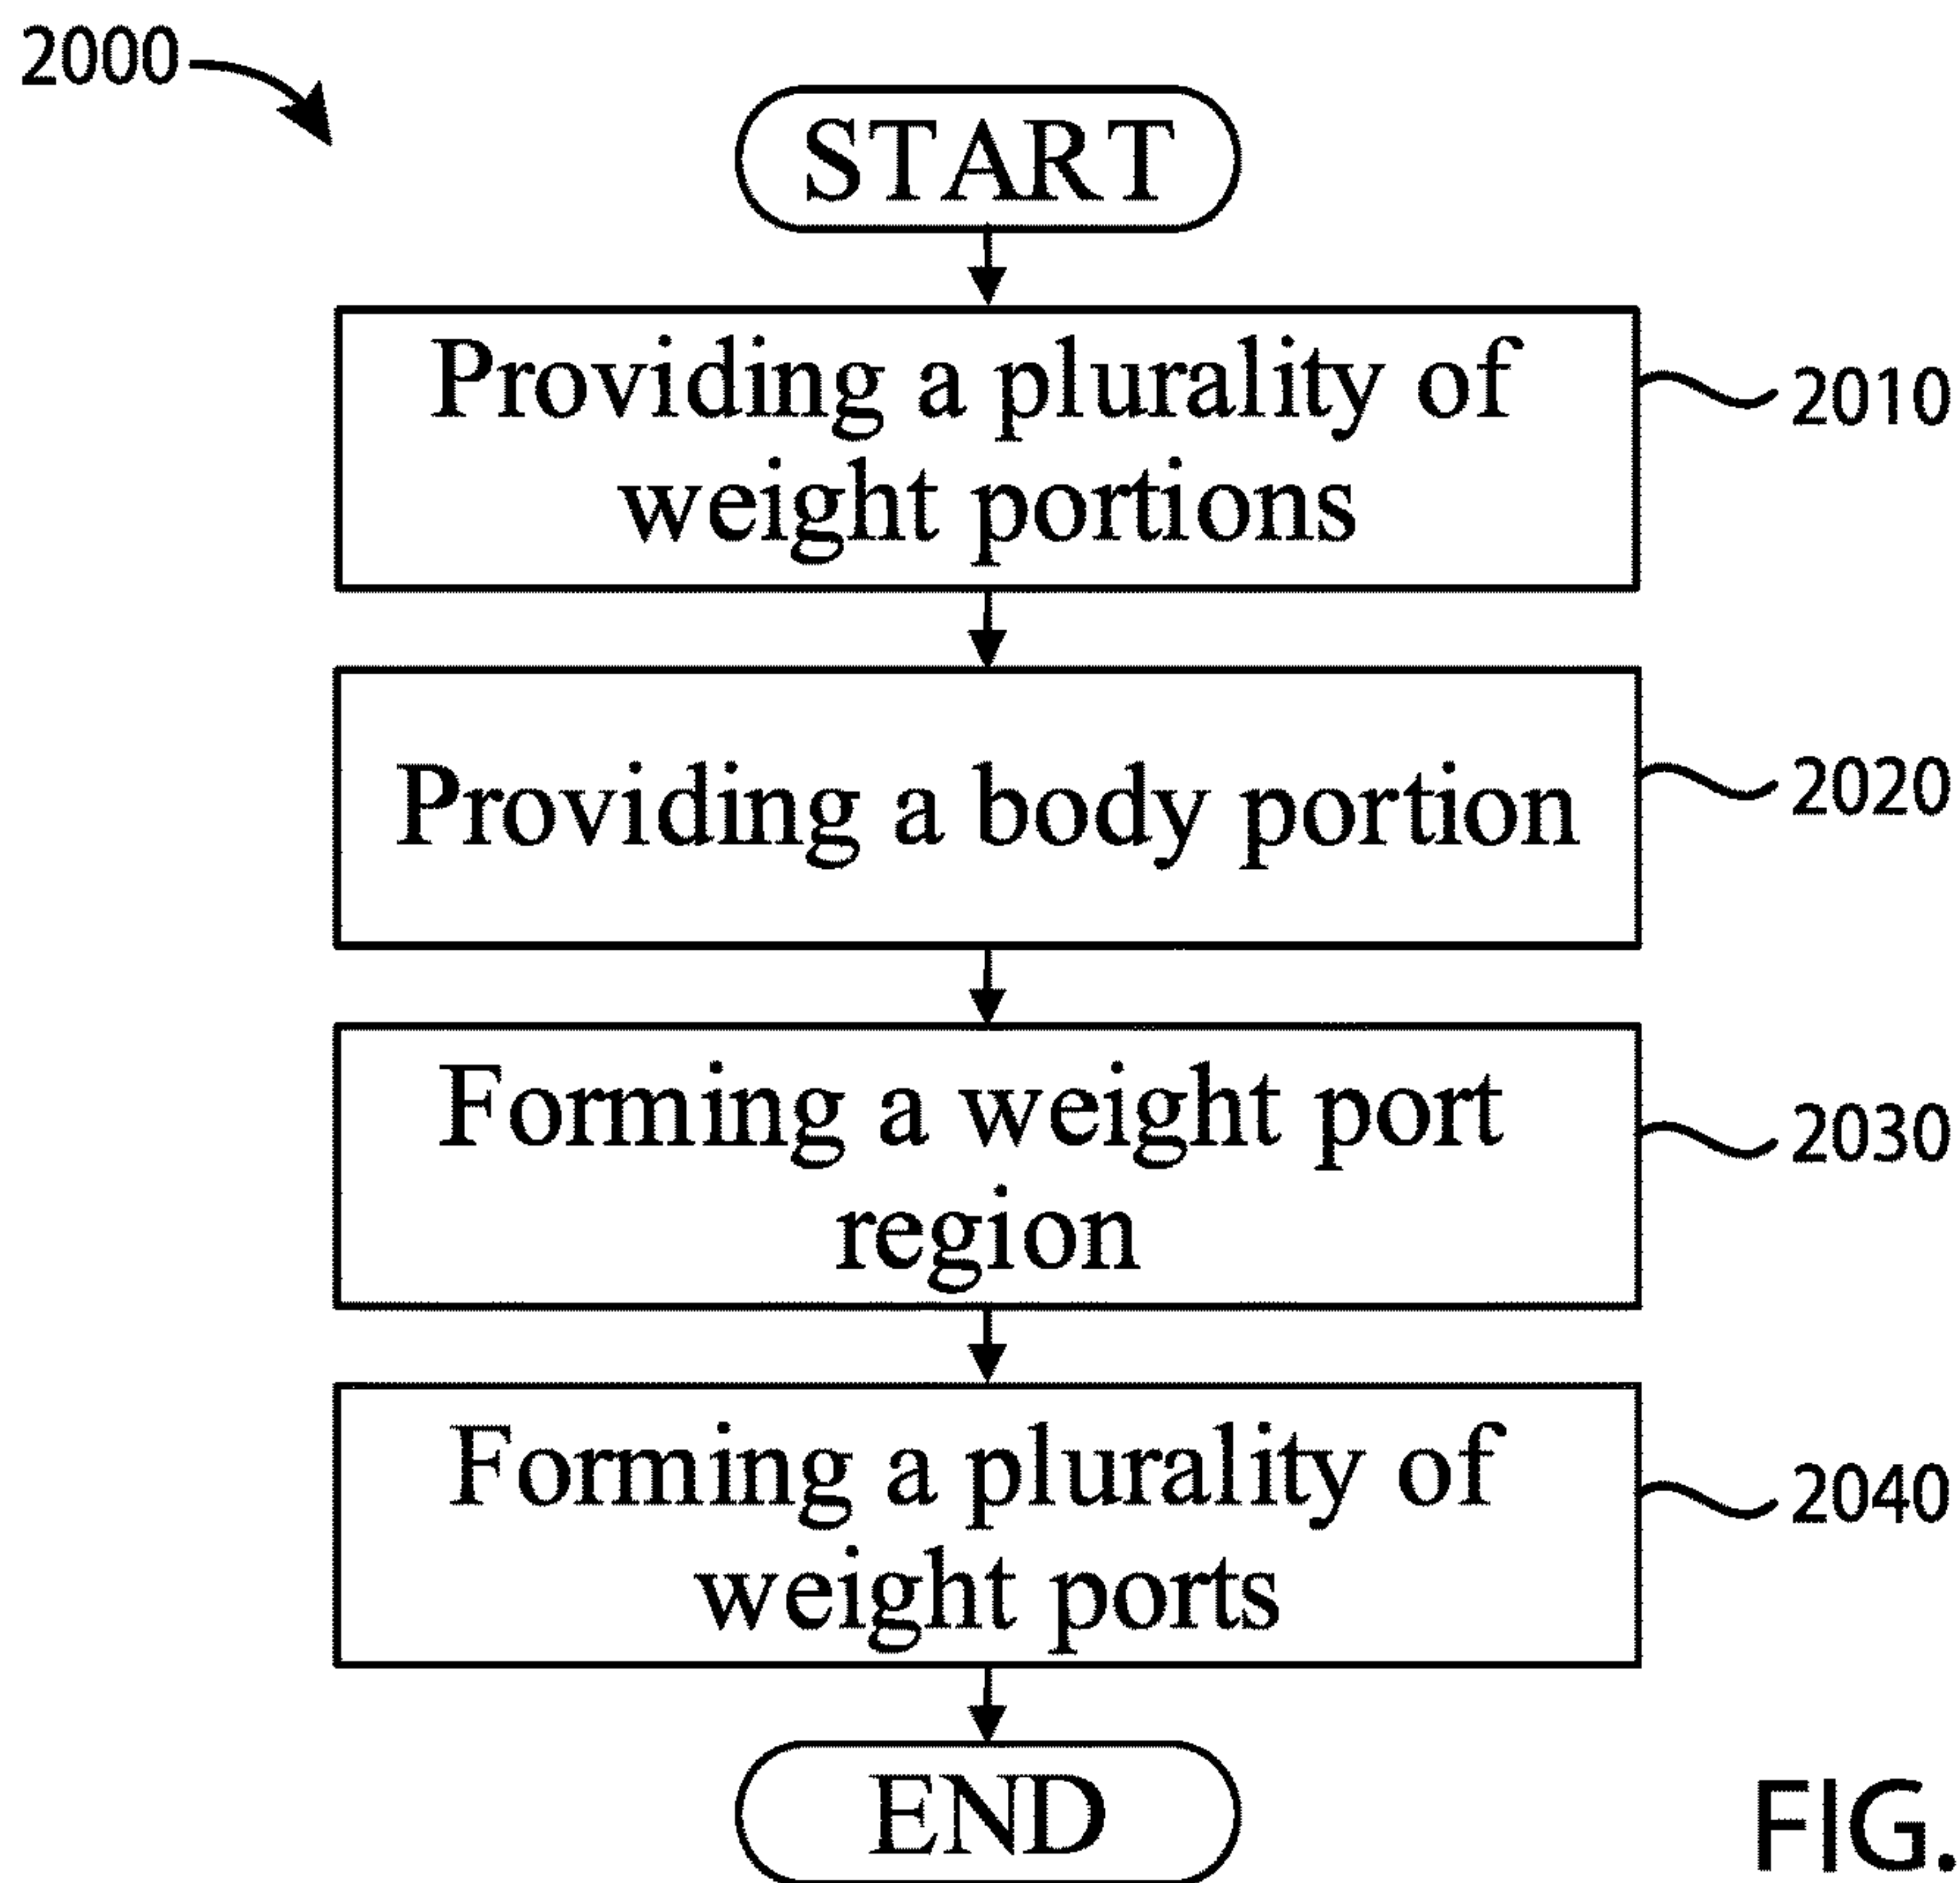 2000
START
Providing a plurality of
weight portions
2010
Providing a body portion
2020
Forming a weight port
region
2030
Forming a plurality of
weight ports
2040
END
FIG.